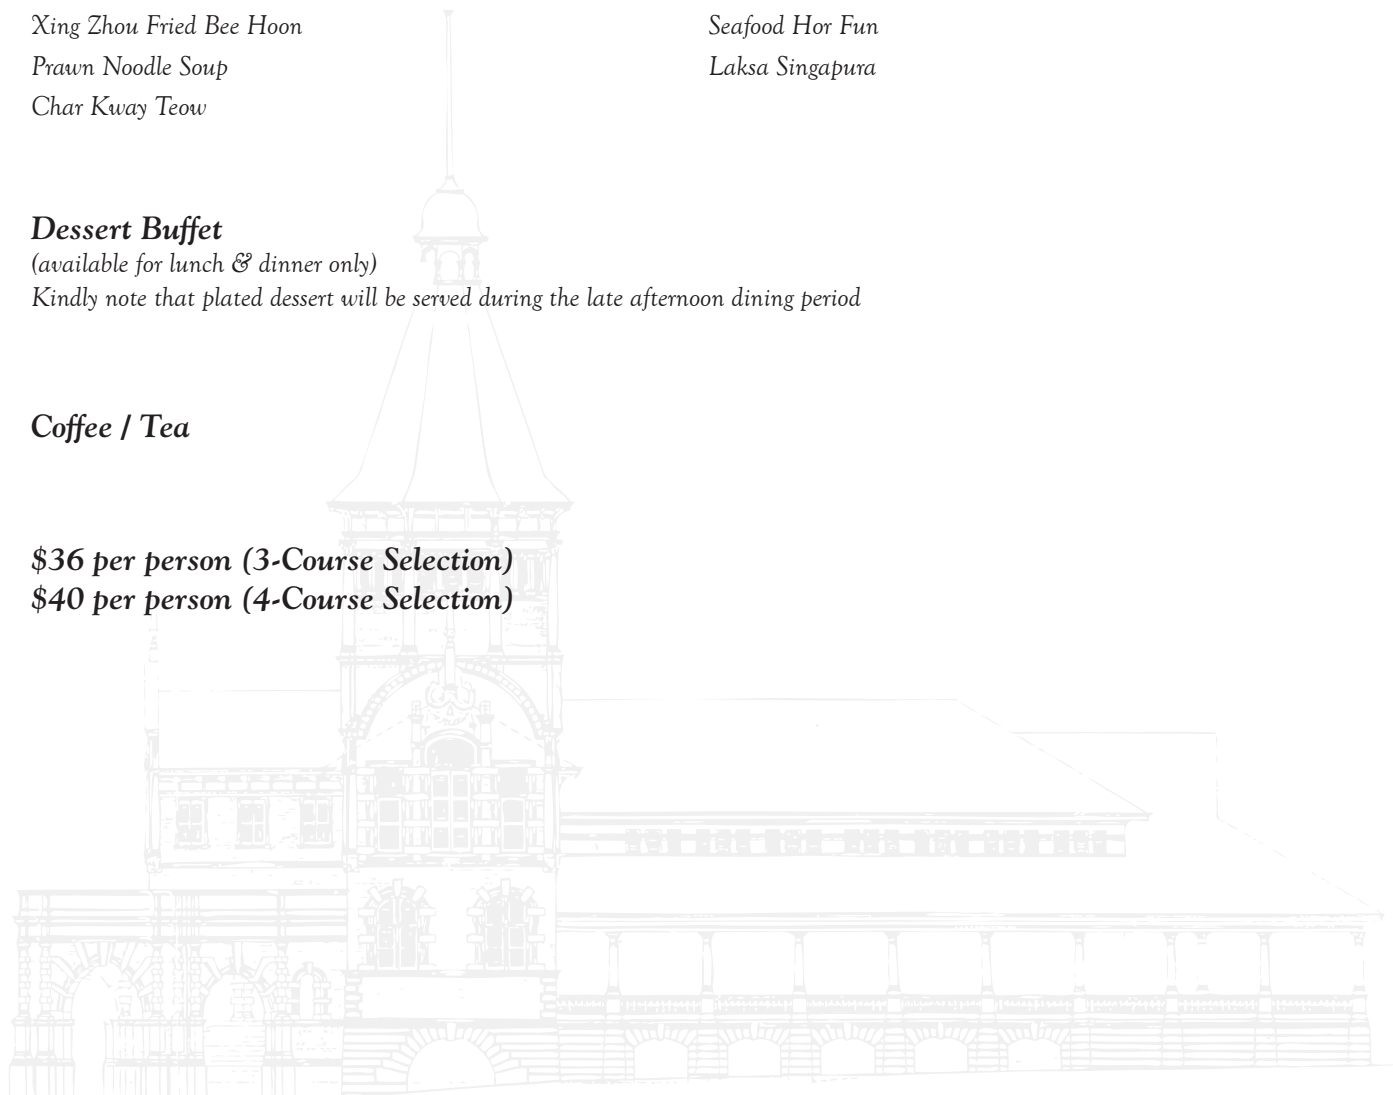 Xing Zhou Fried Bee Hoon
Prawn Noodle Soup
Char Kway Teow
Seafood Hor Fun
Laksa Singapura
Dessert Buffet
(available for lunch & dinner only)
Kindly note that plated dessert will be served during the late afternoon dining period
Coffee / Tea
$36 per person (3-Course Selection)
$40 per person (4-Course Selection)